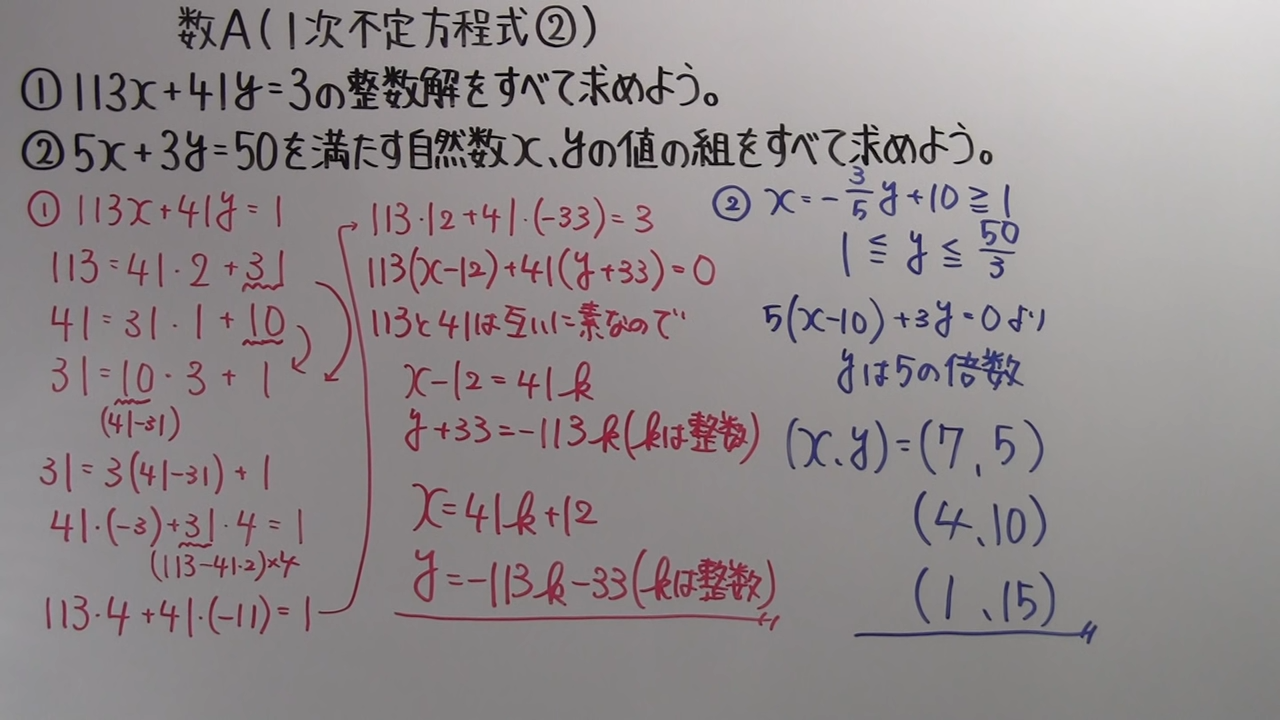 数A(1次不定方程式②)
①113x+41y=3の整数解をすべて求めよう。
②5x+3y=50を満たす自然数x、yの値の組をすべて求めよう。
①113x+41y=1
113=41·2+31
41=31·1+10
31=10·3+1
(41-31)
31=3(41-31)+1
41·(-3)+31·4=1
(113-41·2)×4
113·4+41·(-11)=1
113·12+41·(-33)=3
113(x-12)+41(y+33)=0
113と41は互いに素なので
x-12=41k
y+33=-113k(kは整数)
x=41k+12
y=-113k-33(kは整数)
②x=-3/5y+10≧1
1≦y≦50/3
5(x-10)+3y=0より
yは5の倍数
(x、y)=(7、5)
(4、10)
(1、15)